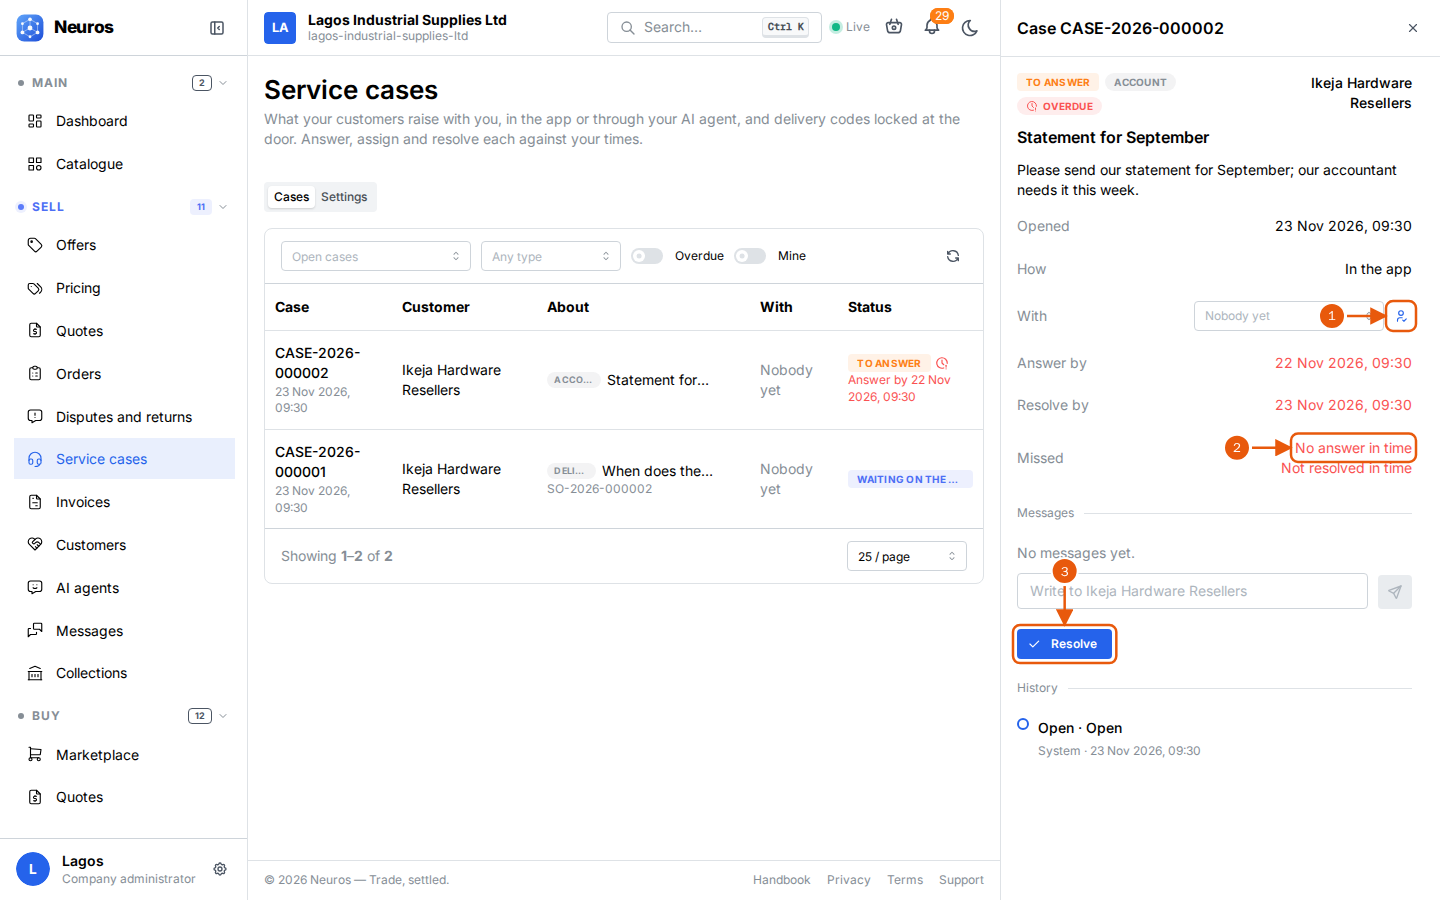 Neuros
MAIN
2
Dashboard
Catalogue
SELL
11
Offers
Pricing
Quotes
Orders
Disputes and returns
Service cases
Invoices
Customers
AI agents
Messages
Collections
BUY
12
Marketplace
Quotes
L
Lagos
Company administrator
LA
Lagos Industrial Supplies Ltd
lagos-industrial-supplies-ltd
Search...
Ctrl K
Live
29
Service cases
What your customers raise with you, in the app or through your AI agent, and delivery codes locked at the
door. Answer, assign and resolve each against your times.
Cases
Settings
Open cases
Any type
Overdue
Mine
Case
Customer
About
With
Status
CASE-2026-
000002
23 Nov 2026,
09:30
Ikeja Hardware
Resellers
ACCO...
Statement for...
Nobody
yet
TO ANSWER
Answer by 22 Nov
2026, 09:30
CASE-2026-
000001
23 Nov 2026,
09:30
Ikeja Hardware
Resellers
DELI...
When does the...
SO-2026-000002
Nobody
yet
WAITING ON THE ...
Showing 1–2 of 2
25 / page
© 2026 Neuros — Trade, settled.
Handbook
Privacy
Terms
Support
Case CASE-2026-000002
TO ANSWER
ACCOUNT
OVERDUE
Ikeja Hardware
Resellers
Statement for September
Please send our statement for September; our accountant
needs it this week.
Opened
23 Nov 2026, 09:30
How
In the app
With
Nobody yet
1
Answer by
22 Nov 2026, 09:30
Resolve by
23 Nov 2026, 09:30
Missed
2
No answer in time
Not resolved in time
Messages
No messages yet.
3
Write to Ikeja Hardware Resellers
Resolve
History
Open · Open
System · 23 Nov 2026, 09:30